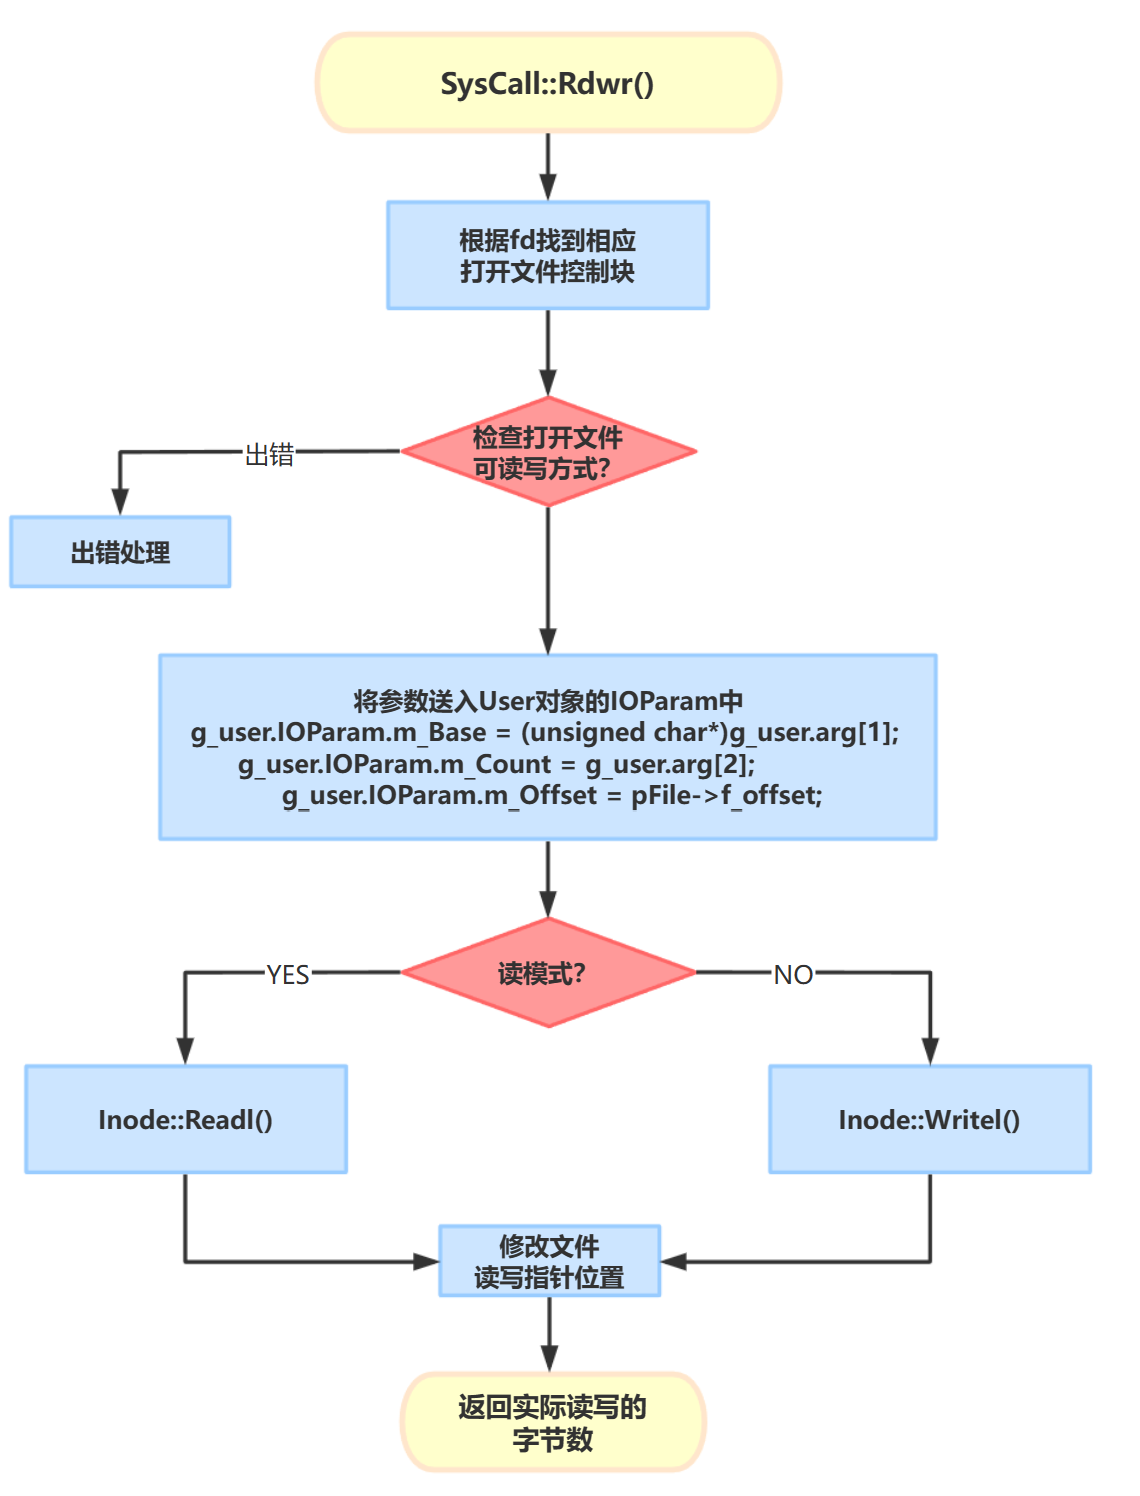 SysCall::Rdwr()
根据fd找到相应
打开文件控制块
检查打开文件
可读写方式?
出错
出错处理
将参数送入User对象的IOParam中
g_user.IOParam.m_Base = (unsigned char*)g_user.arg[1];
g_user.IOParam.m_Count = g_user.arg[2];
g_user.IOParam.m_Offset = pFile->f_offset;
读模式?
YES
NO
Inode::ReadI()
Inode::WriteI()
修改文件
读写指针位置
返回实际读写的
字节数